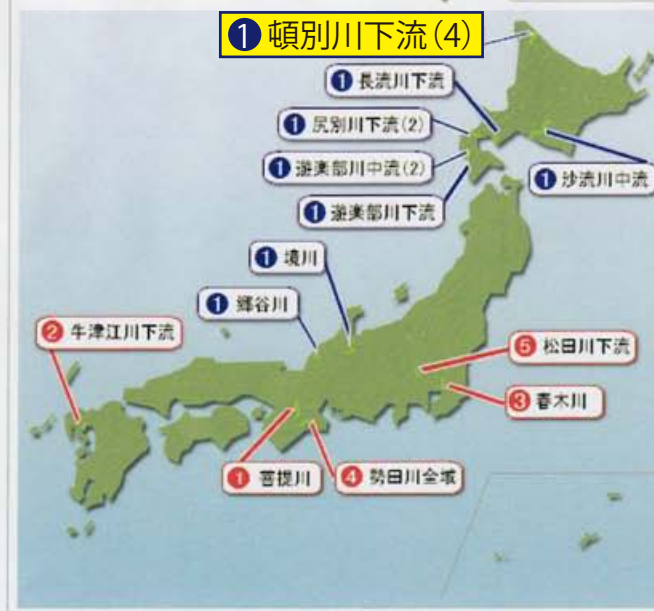 ❶ 頓別川下流(4)
❶ 長流川下流
❶ 尻別川下流(2)
❶ 遊楽部川中流(2)
❶ 沙流川中流
❶ 遊楽部川下流
❶ 境川
❶ 郷谷川
❷ 牛津江川下流
❺ 松田川下流
❸ 春木川
❶ 菩提川
❹ 勢田川全域